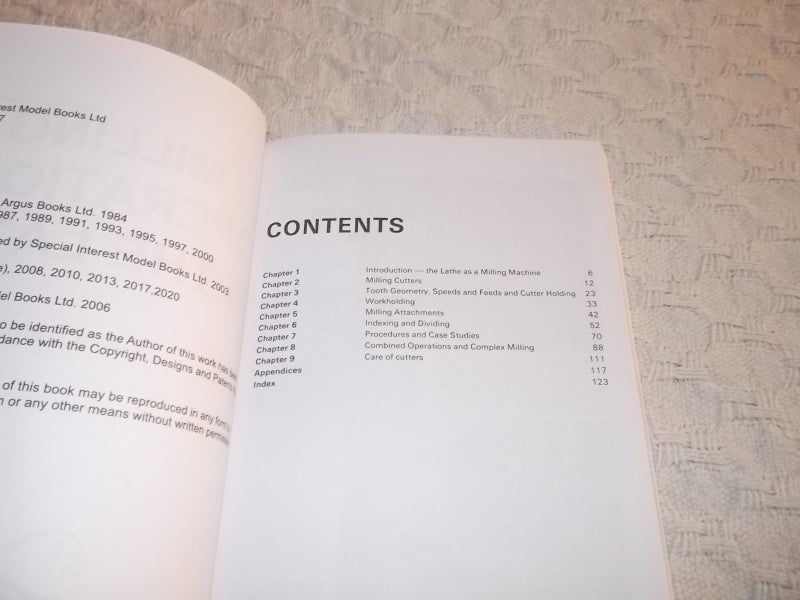 rest Model Books Ltd
7
Argus Books Ltd. 1984
987, 1989, 1991, 1993, 1995, 1997, 2000
ed by Special Interest Model Books Ltd. 2003
e), 2008, 2010, 2013, 2017,2020
del Books Ltd. 2006
o be identified as the Author of this work has been
dance with the Copyright, Designs and Patents
of this book may be reproduced in any form
n or any other means without written permission
CONTENTS
Chapter 1 Introduction — the Lathe as a Milling Machine 6
Chapter 2 Milling Cutters 12
Chapter 3 Tooth Geometry, Speeds and Feeds and Cutter Holding 23
Chapter 4 Workholding 33
Chapter 5 Milling Attachments 42
Chapter 6 Indexing and Dividing 52
Chapter 7 Procedures and Case Studies 70
Chapter 8 Combined Operations and Complex Milling 88
Chapter 9 Care of cutters 111
Appendices 117
Index 123